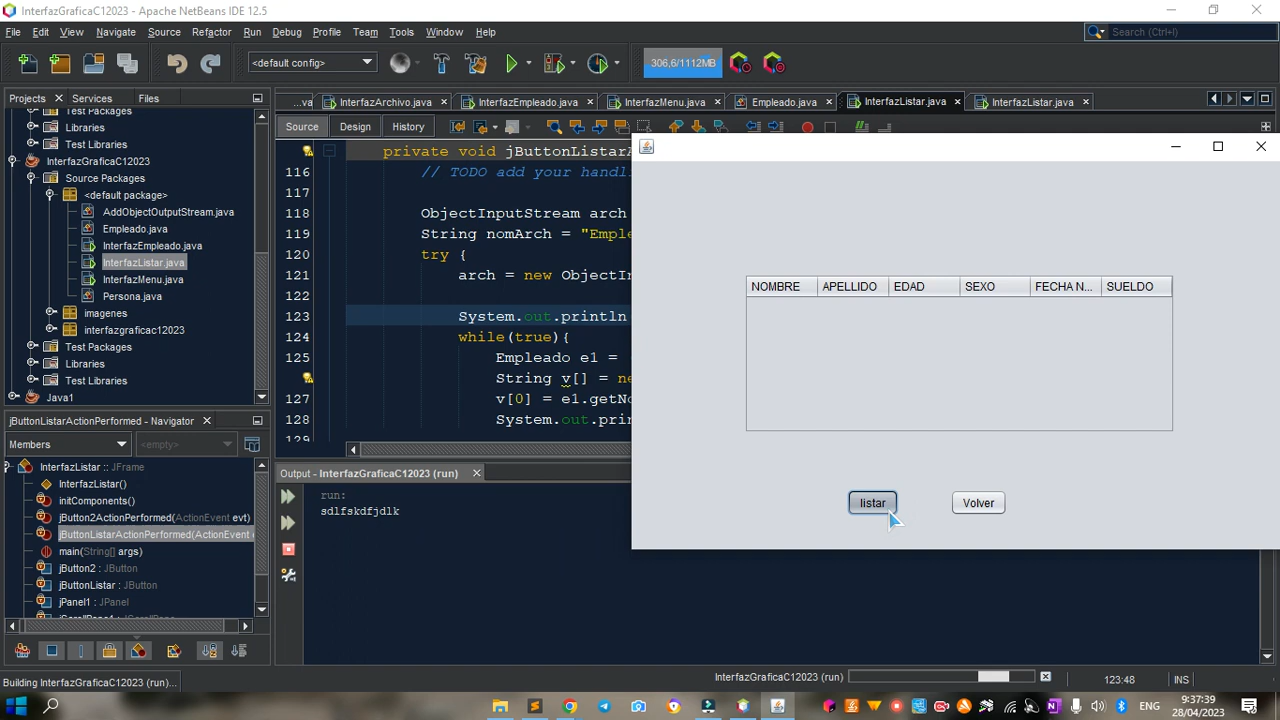 InterfazGraficaC12023 - Apache NetBeans IDE 12.5
File Edit View Navigate Source Refactor Run Debug Profile Team Tools Window Help
Search (Ctrl+I)
<default config>
306,6/1112MB
Projects Services Files
...va InterfazArchivo.java InterfazEmpleado.java InterfazMenu.java Empleado.java InterfazListar.java InterfazListar.java
Source Design History
Test Packages
Libraries
Test Libraries
InterfazGraficaC12023
Source Packages
<default package>
AddObjectOutputStream.java
Empleado.java
InterfazEmpleado.java
InterfazListar.java
InterfazMenu.java
Persona.java
imagenes
interfazgraficac12023
Test Packages
Libraries
Test Libraries
Java1
private void jButtonListarA
116 // TODO add your handli
117
118 ObjectInputStream arch
119 String nomArch = "Emple
120 try {
121 arch = new ObjectIn
122
123 System.out.println
124 while(true){
125 Empleado e1 = (
String v[] = ne
127 v[0] = e1.getNo
128 System.out.prin
129
NOMBRE APELLIDO EDAD SEXO FECHA N... SUELDO
listar Volver
jButtonListarActionPerformed - Navigator
Members <empty>
InterfazListar :: JFrame
InterfazListar()
initComponents()
jButton2ActionPerformed(ActionEvent evt)
jButtonListarActionPerformed(ActionEvent e
main(String[] args)
jButton2 : JButton
jButtonListar : JButton
jPanel1 : JPanel
jScrollPane1 : JScrollPane
Output - InterfazGraficaC12023 (run)
run:
sdlfskdfjdlk
Building InterfazGraficaC12023 (run)...
InterfazGraficaC12023 (run)
123:48 INS
ENG
9:37:39
28/04/2023